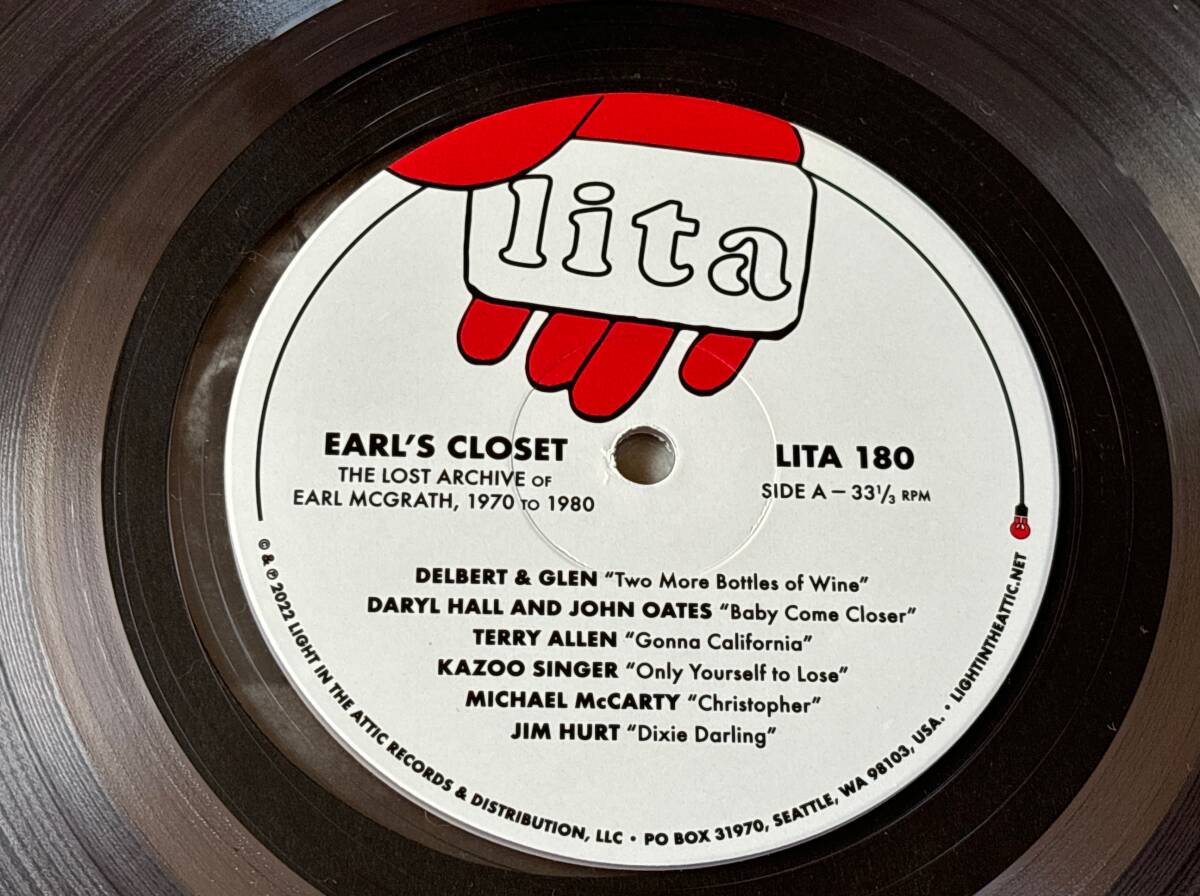 lita
EARL'S CLOSET
THE LOST ARCHIVE OF
EARL MCGRATH, 1970 TO 1980
LITA 180
SIDE A – 33 1/3 RPM
DELBERT & GLEN "Two More Bottles of Wine"
DARYL HALL AND JOHN OATES "Baby Come Closer"
TERRY ALLEN "Gonna California"
KAZOO SINGER "Only Yourself to Lose"
MICHAEL McCARTY "Christopher"
JIM HURT "Dixie Darling"
© & ℗ 2022 LIGHT IN THE ATTIC RECORDS & DISTRIBUTION, LLC • PO BOX 31970, SEATTLE, WA 98103, USA. • LIGHTINTHEATTIC.NET